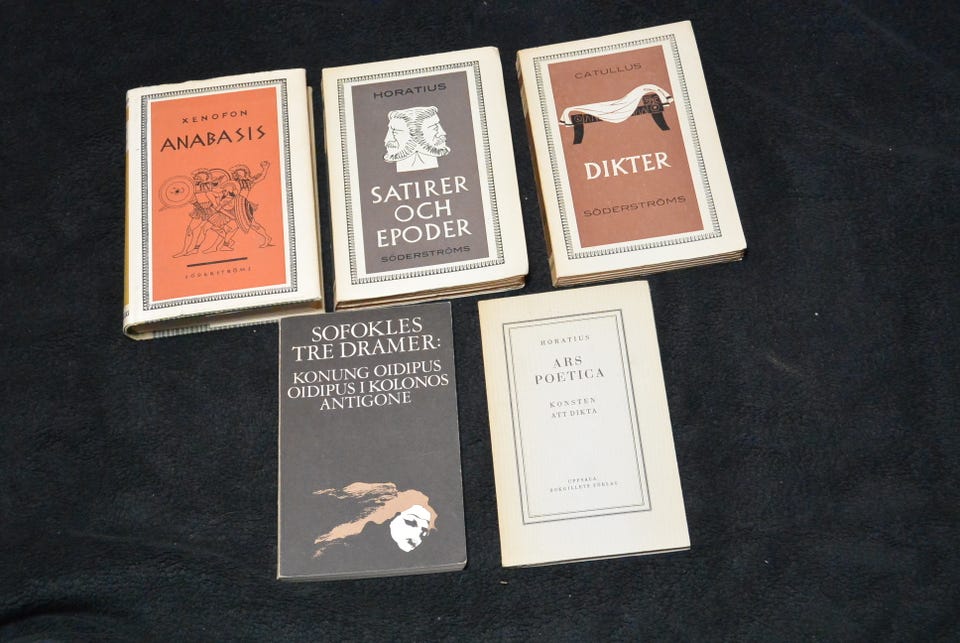 XENOFON
ANABASIS
SÖDERSTRÖMS
HORATIUS
SATIRER
OCH
EPODER
SÖDERSTRÖMS
CATULLUS
DIKTER
SÖDERSTRÖMS
SOFOKLES
TRE DRAMER:
KONUNG OIDIPUS
OIDIPUS I KOLONOS
ANTIGONE
HORATIUS
ARS
POETICA
KONSTEN
ATT DIKTA
UPPSALA
BOKGILLETS FÖRLAG